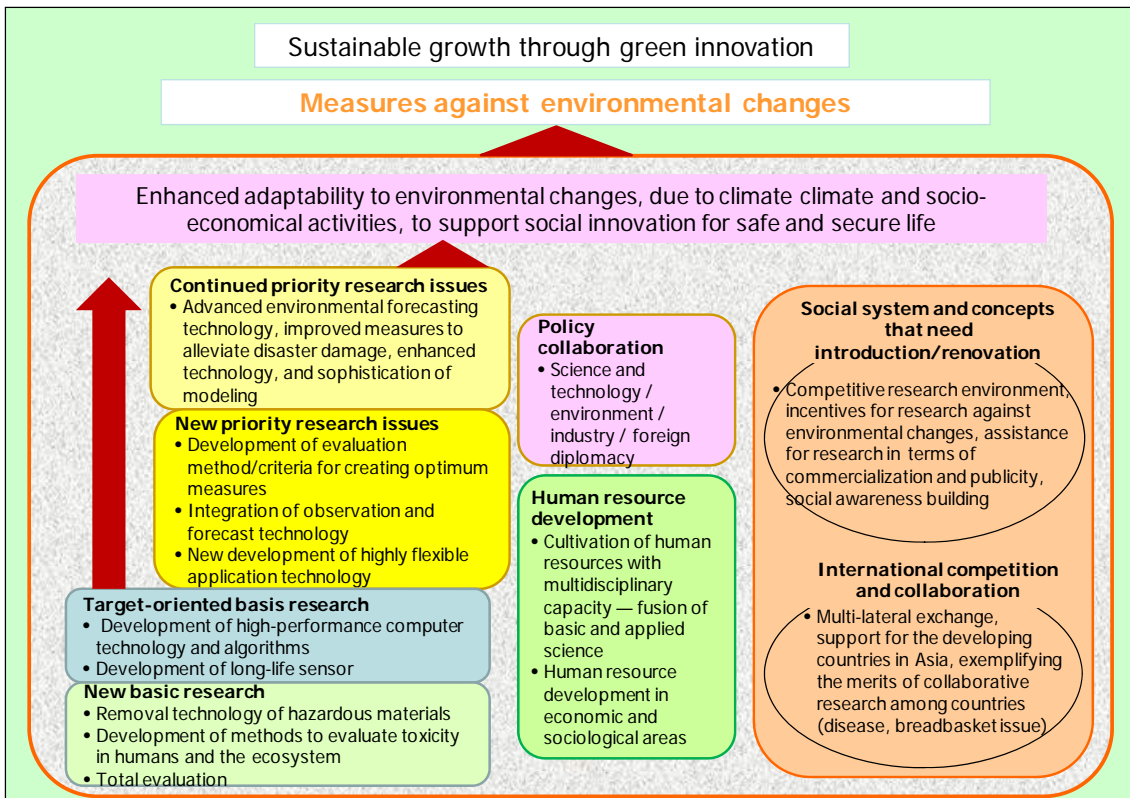 Sustainable growth through green innovation
Measures against environmental changes
Enhanced adaptability to environmental changes, due to climate climate and socio-
economical activities, to support social innovation for safe and secure life
Continued priority research issues
• Advanced environmental forecasting
technology, improved measures to
alleviate disaster damage, enhanced
technology, and sophistication of
modeling
New priority research issues
• Development of evaluation
method/criteria for creating optimum
measures
• Integration of observation and
forecast technology
• New development of highly flexible
application technology
Target-oriented basis research
• Development of high-performance computer
technology and algorithms
• Development of long-life sensor
New basic research
• Removal technology of hazardous materials
• Development of methods to evaluate toxicity
in humans and the ecosystem
• Total evaluation
Policy
collaboration
• Science and
technology /
environment /
industry / foreign
diplomacy
Human resource
development
• Cultivation of human
resources with
multidisciplinary
capacity — fusion of
basic and applied
science
• Human resource
development in
economic and
sociological areas
Social system and concepts
that need
introduction/renovation
• Competitive research environment,
incentives for research against
environmental changes, assistance
for research in terms of
commercialization and publicity,
social awareness building
International competition
and collaboration
• Multi-lateral exchange,
support for the developing
countries in Asia, exemplifying
the merits of collaborative
research among countries
(disease, breadbasket issue)